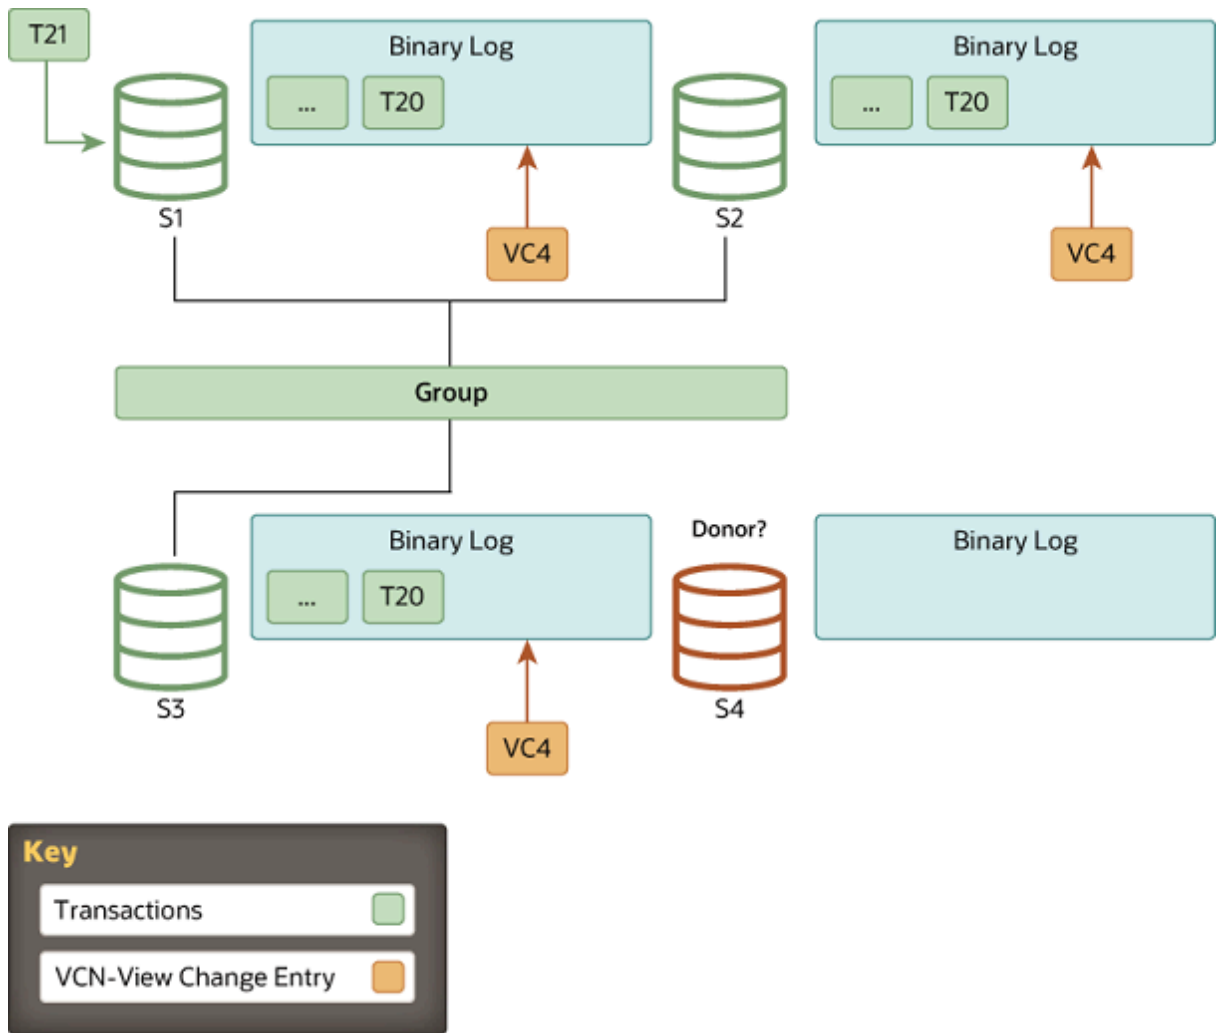 T21
Binary Log
... T20
S1
VC4
Binary Log
... T20
S2
VC4
Group
Binary Log
... T20
S3
VC4
Donor?
S4
Binary Log
Key
Transactions
VCN-View Change Entry